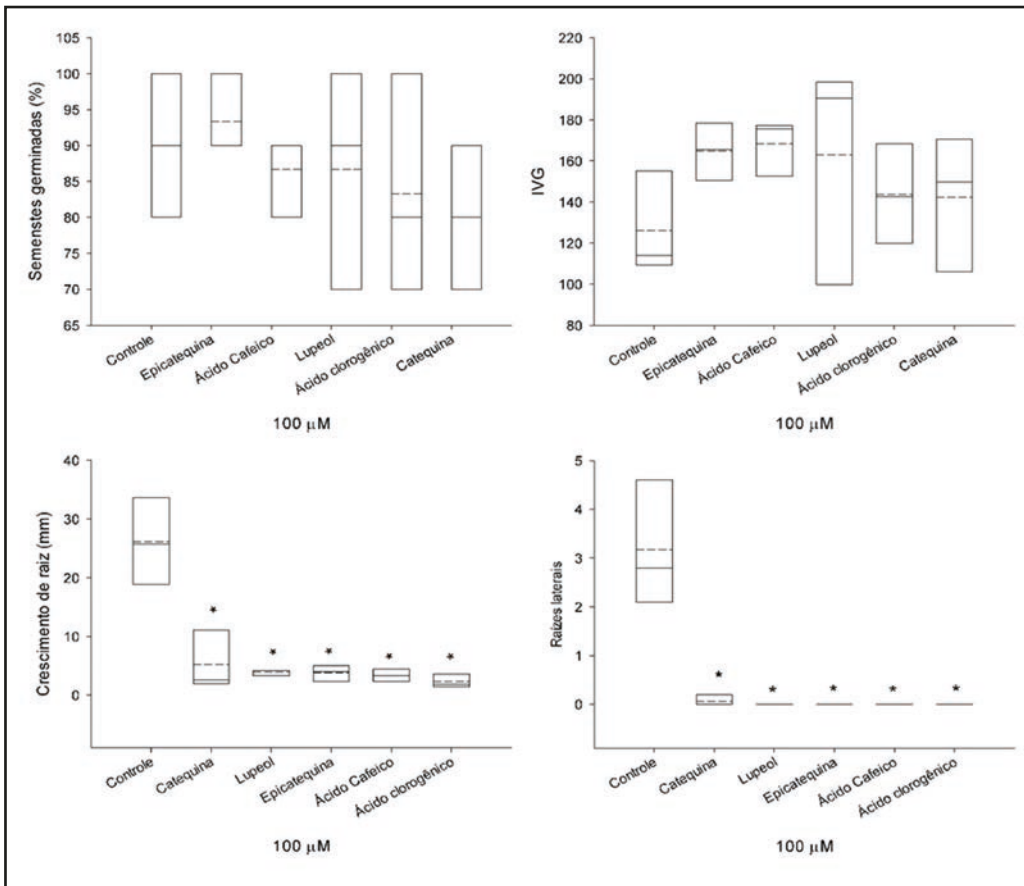 Semenstes germinadas (%)
105
100
95
90
85
80
75
70
65
Controle
Epicatequina
Ácido Cafeico
Lupeol
Ácido clorogênico
Catequina
100 μM
IVG
220
200
180
160
140
120
100
80
Controle
Epicatequina
Ácido Cafeico
Lupeol
Ácido clorogênico
Catequina
100 μM
Crescimento de raiz (mm)
40
30
20
10
0
*
*
*
*
*
Controle
Catequina
Lupeol
Epicatequina
Ácido Cafeico
Ácido clorogênico
100 μM
Raizes laterais
5
4
3
2
1
0
*
*
*
*
*
Controle
Catequina
Lupeol
Epicatequina
Ácido Cafeico
Ácido clorogênico
100 μM